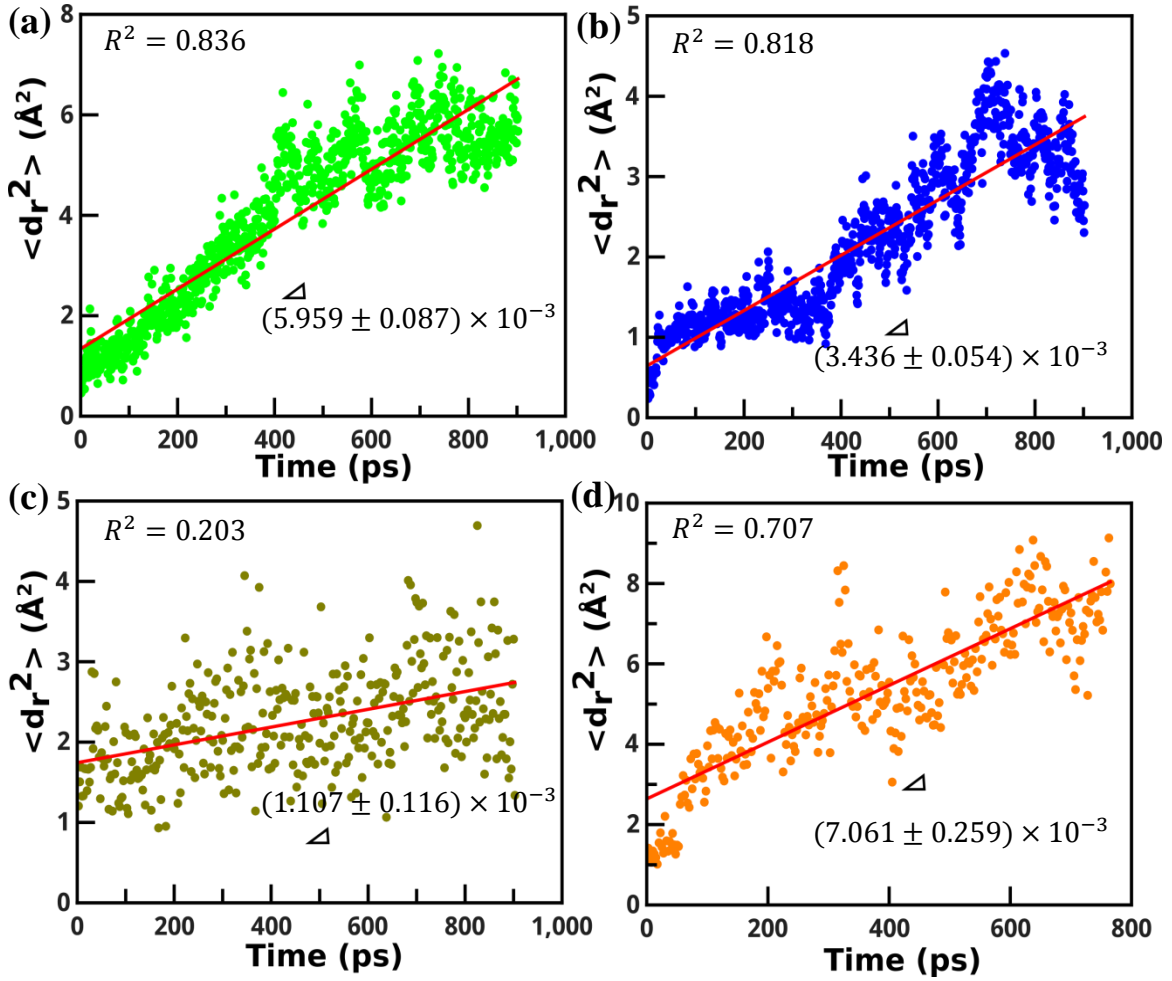 (a)
R² = 0.836
<dr²> (Å²)
8
6
4
2
0
(5.959 ± 0.087) × 10⁻³
0 200 400 600 800 1,000
Time (ps)
(b)
R² = 0.818
<dr²> (Å²)
5
4
3
2
1
0
(3.436 ± 0.054) × 10⁻³
0 200 400 600 800 1,000
Time (ps)
(c)
R² = 0.203
<dr²> (Å²)
5
4
3
2
1
0
(1.107 ± 0.116) × 10⁻³
0 200 400 600 800 1,000
Time (ps)
(d)
R² = 0.707
<dr²> (Å²)
10
8
6
4
2
0
(7.061 ± 0.259) × 10⁻³
0 200 400 600 800
Time (ps)